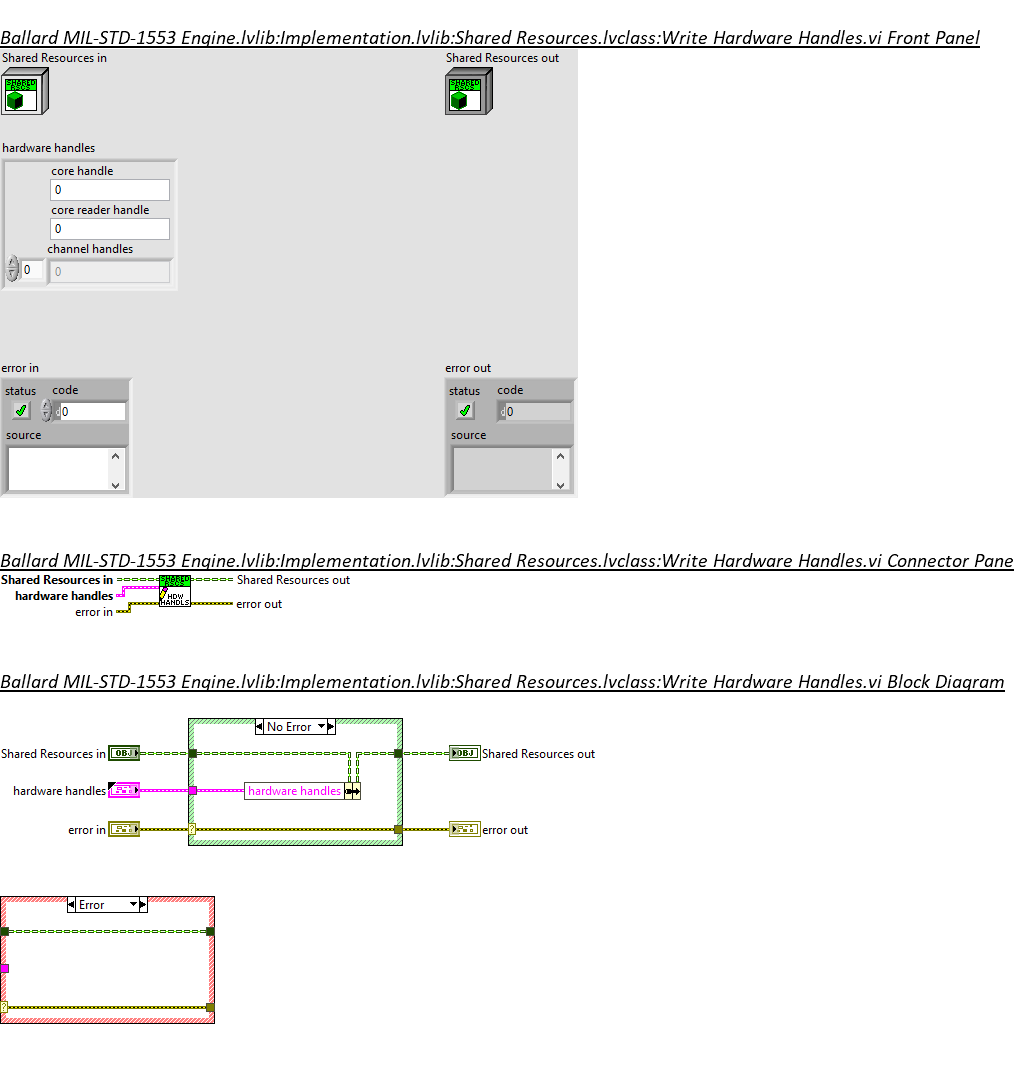 Ballard MIL-STD-1553 Engine.lvlib:Implementation.lvlib:Shared Resources.lvclass:Write Hardware Handles.vi Front Panel
Shared Resources in
Shared Resources out
SHARED
RSCS
SHARED
RSCS
hardware handles
core handle
0
core reader handle
0
channel handles
0
0
error in
error out
status code
status code
d 0
d 0
source
source
Ballard MIL-STD-1553 Engine.lvlib:Implementation.lvlib:Shared Resources.lvclass:Write Hardware Handles.vi Connector Pane
Shared Resources in
SHARED
RSCS
Shared Resources out
hardware handles
HDW
HANDLS
error in
error out
Ballard MIL-STD-1553 Engine.lvlib:Implementation.lvlib:Shared Resources.lvclass:Write Hardware Handles.vi Block Diagram
No Error
Shared Resources in
OBJ
OBJ
Shared Resources out
hardware handles
hardware handles
error in
?
error out
Error
?